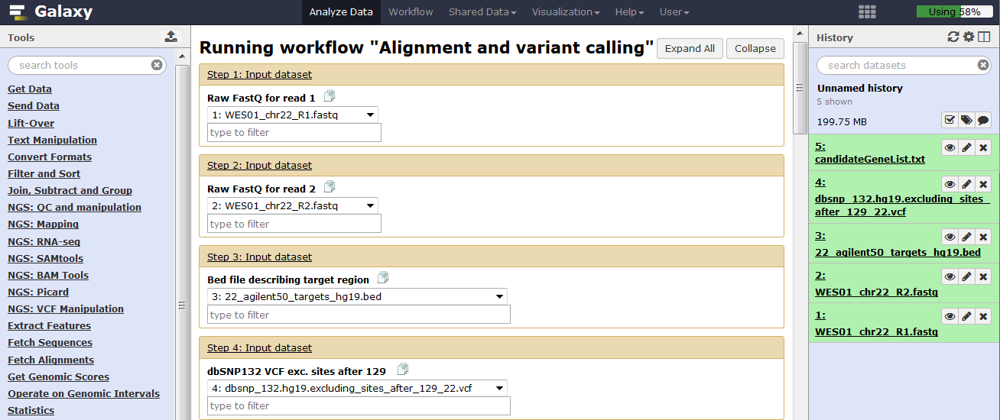 Galaxy
Analyze Data Workflow Shared Data Visualization Help User
Using 58%
Tools
search tools
Get Data
Send Data
Lift-Over
Text Manipulation
Convert Formats
Filter and Sort
Join, Subtract and Group
NGS: QC and manipulation
NGS: Mapping
NGS: RNA-seq
NGS: SAMtools
NGS: BAM Tools
NGS: Picard
NGS: VCF Manipulation
Extract Features
Fetch Sequences
Fetch Alignments
Get Genomic Scores
Operate on Genomic Intervals
Statistics
Running workflow "Alignment and variant calling"
Expand All
Collapse
Step 1: Input dataset
Raw FastQ for read 1
1: WES01_chr22_R1.fastq
type to filter
Step 2: Input dataset
Raw FastQ for read 2
2: WES01_chr22_R2.fastq
type to filter
Step 3: Input dataset
Bed file describing target region
3: 22_agilent50_targets_hg19.bed
type to filter
Step 4: Input dataset
dbSNP132 VCF exc. sites after 129
4: dbsnp_132.hg19.excluding_sites_after_129_22.vcf
type to filter
History
search datasets
Unnamed history
5 shown
199.75 MB
5:
candidateGeneList.txt
4:
dbsnp_132.hg19.excluding_sites_
after_129_22.vcf
3:
22_agilent50_targets_hg19.bed
2:
WES01_chr22_R2.fastq
1:
WES01_chr22_R1.fastq